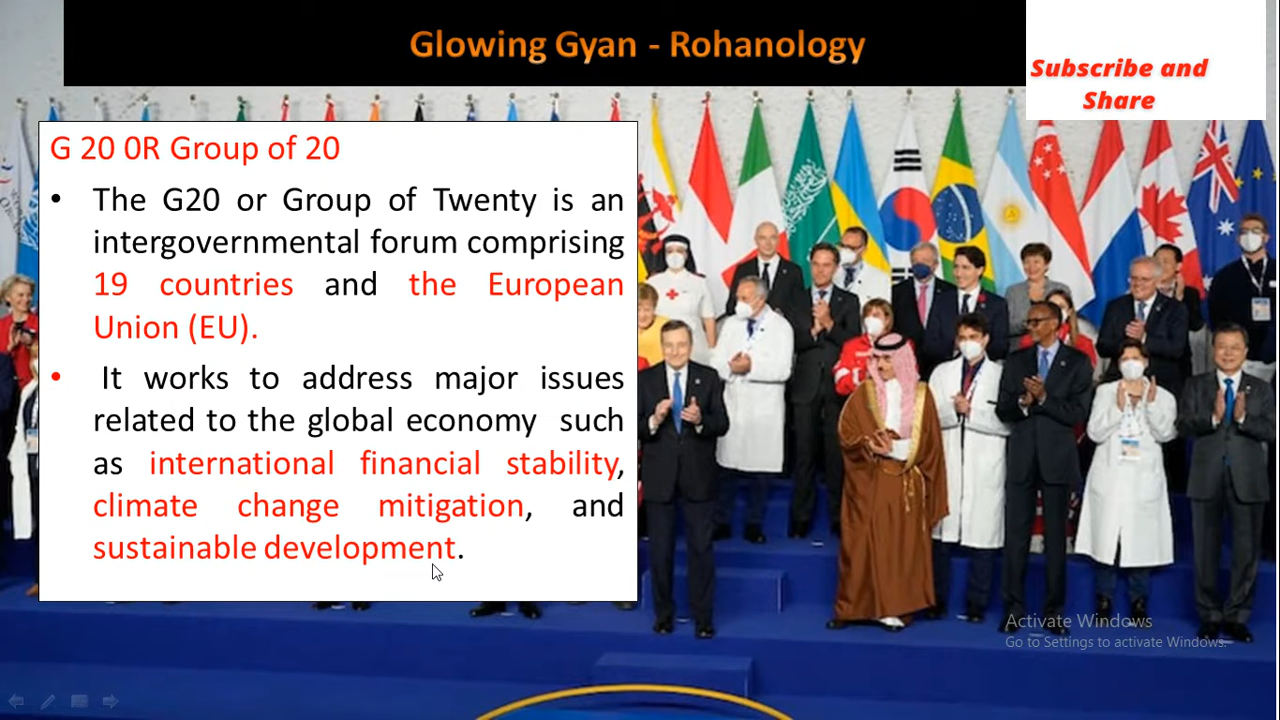 Glowing Gyan - Rohanology
Subscribe and
Share
G 20 0R Group of 20
• The G20 or Group of Twenty is an
intergovernmental forum comprising
19 countries and the European
Union (EU).
• It works to address major issues
related to the global economy such
as international financial stability,
climate change mitigation, and
sustainable development.
Activate Windows
Go to Settings to activate Windows.